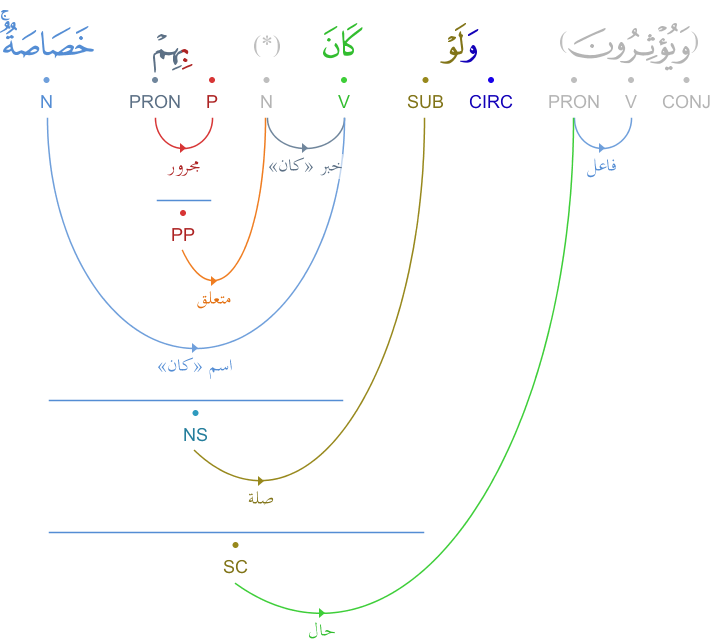 (وَيُؤْثِرُونَ) وَلَوْ كَانَ (*) بِهِمْ خَصَاصَةٌ ۚ
CONJ V PRON CIRC SUB V N P PRON N
فاعل
خبر «كان»
مجرور
PP
متعلق
اسم «كان»
NS
صلة
SC
حال